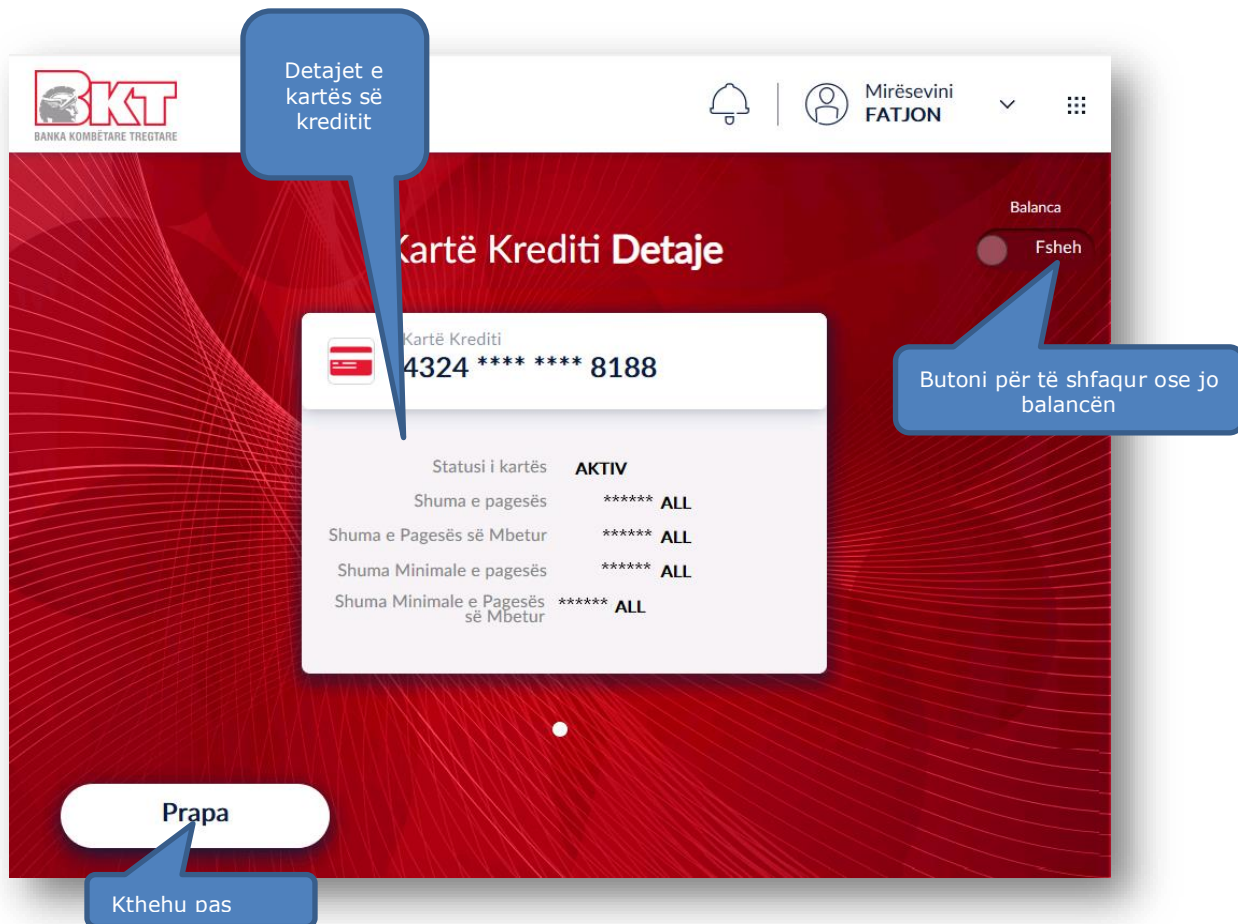 Detajet e
kartës së
kreditit
BKT
BANKA KOMBËTARE TREGTARE
Mirësevini
FATJON
Balanca
Fsheh
Kartë Krediti Detaje
Kartë Krediti
4324 **** **** 8188
Butoni për të shfaqur ose jo
balancën
Statusi i kartës AKTIV
Shuma e pagesës ****** ALL
Shuma e Pagesës së Mbetur ****** ALL
Shuma Minimale e pagesës ****** ALL
Shuma Minimale e Pagesës
së Mbetur ****** ALL
Prapa
Kthehu pas